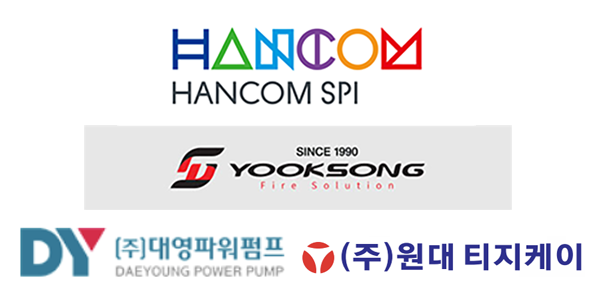 HANCOM
HANCOM SPI
SINCE 1990
YOOKSONG
Fire Solution
DY (주)대영파워펌프
DAEYOUNG POWER PUMP
(주)원대 티지케이